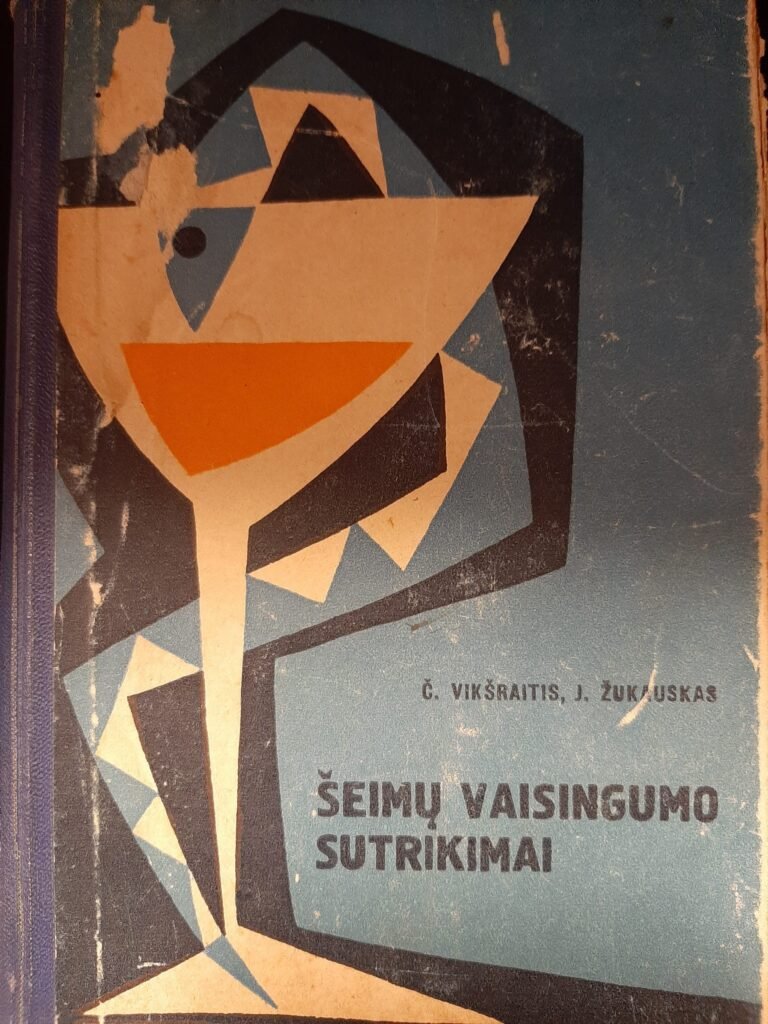 Č. VIKŠRAITIS, J. ŽUKAUSKAS
ŠEIMŲ VAISINGUMO
SUTRIKIMAI